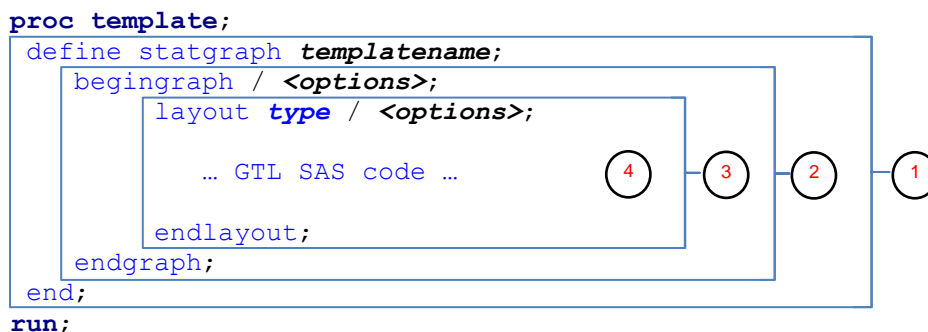 proc template;
define statgraph templatename;
begingraph / <options>;
layout type / <options>;
… GTL SAS code … 4 3 2 1
endlayout;
endgraph;
end;
run;